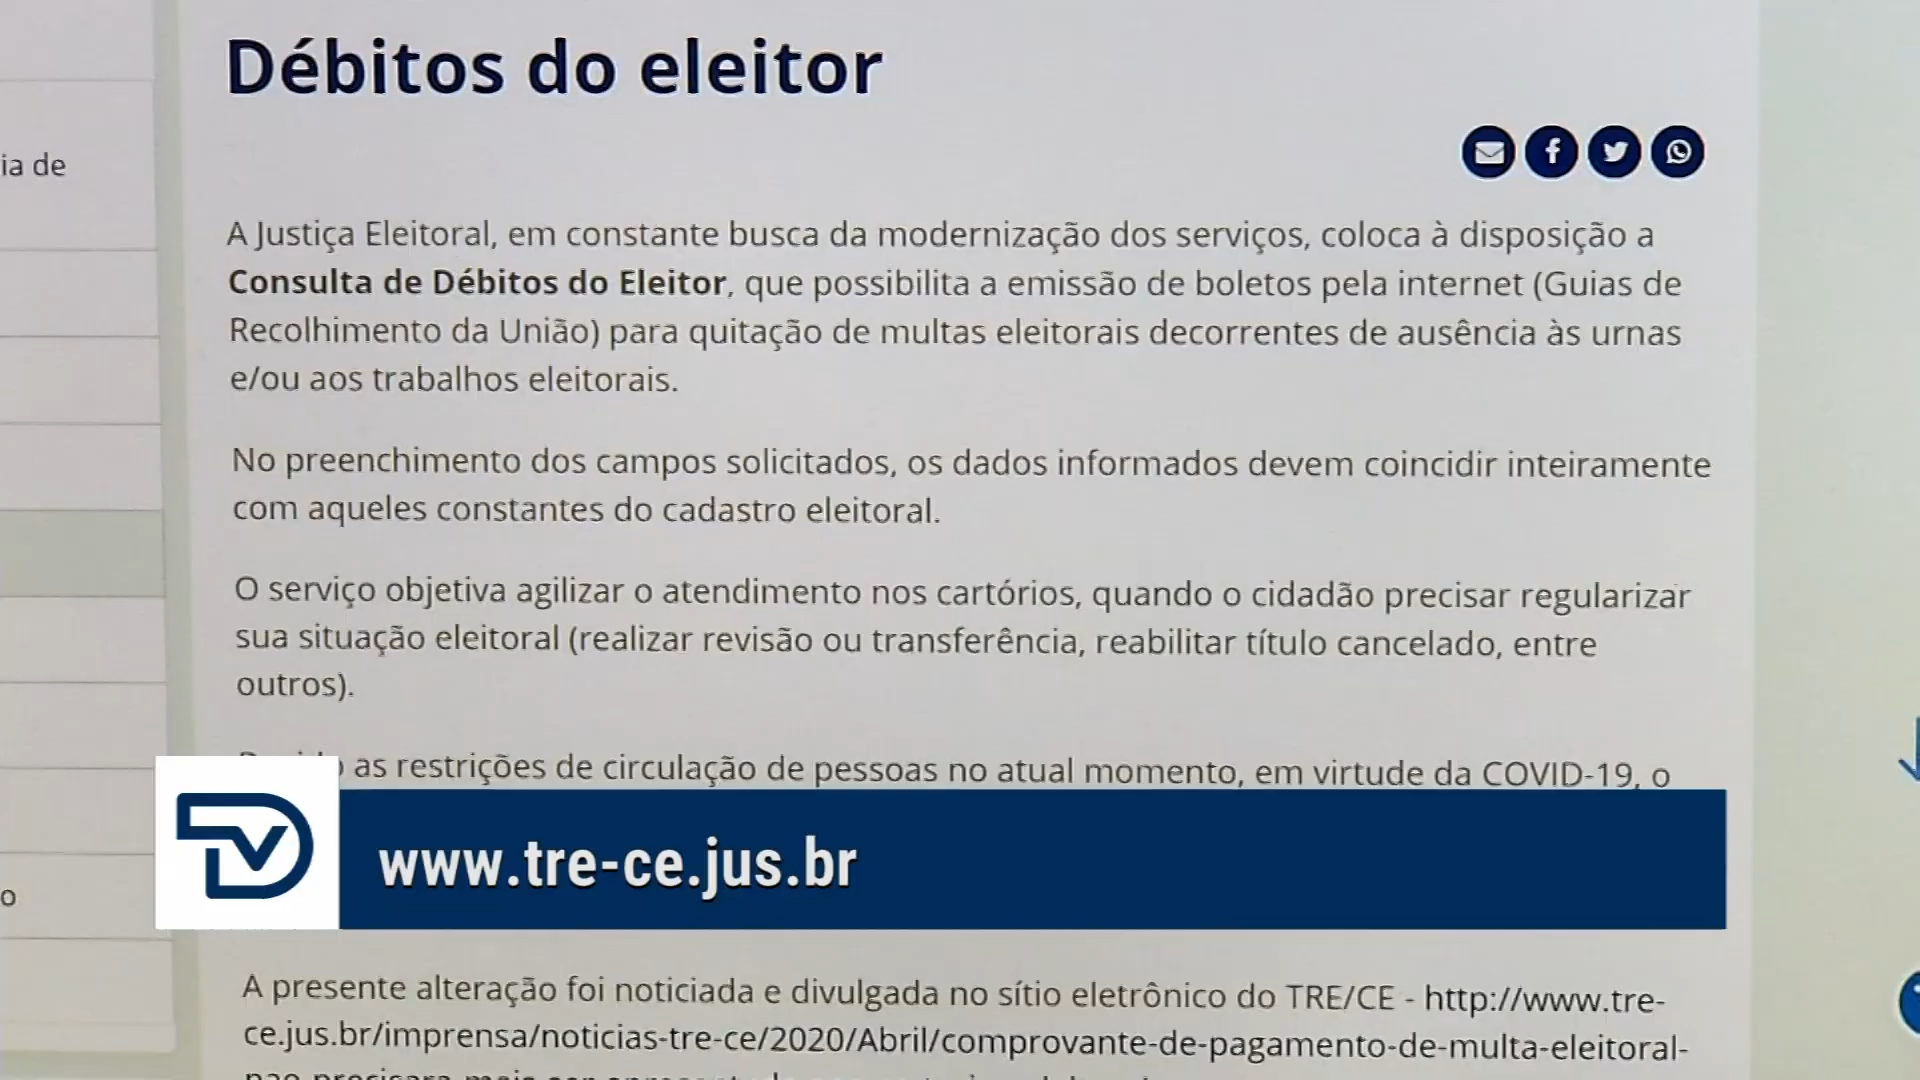 Débitos do eleitor
ia de
A Justiça Eleitoral, em constante busca da modernização dos serviços, coloca à disposição a
Consulta de Débitos do Eleitor, que possibilita a emissão de boletos pela internet (Guias de
Recolhimento da União) para quitação de multas eleitorais decorrentes de ausência às urnas
e/ou aos trabalhos eleitorais.
No preenchimento dos campos solicitados, os dados informados devem coincidir inteiramente
com aqueles constantes do cadastro eleitoral.
O serviço objetiva agilizar o atendimento nos cartórios, quando o cidadão precisar regularizar
sua situação eleitoral (realizar revisão ou transferência, reabilitar título cancelado, entre
outros).
as restrições de circulação de pessoas no atual momento, em virtude da COVID-19, o
www.tre-ce.jus.br
o
A presente alteração foi noticiada e divulgada no sítio eletrônico do TRE/CE - http://www.tre-
ce.jus.br/imprensa/noticias-tre-ce/2020/Abril/comprovante-de-pagamento-de-multa-eleitoral-